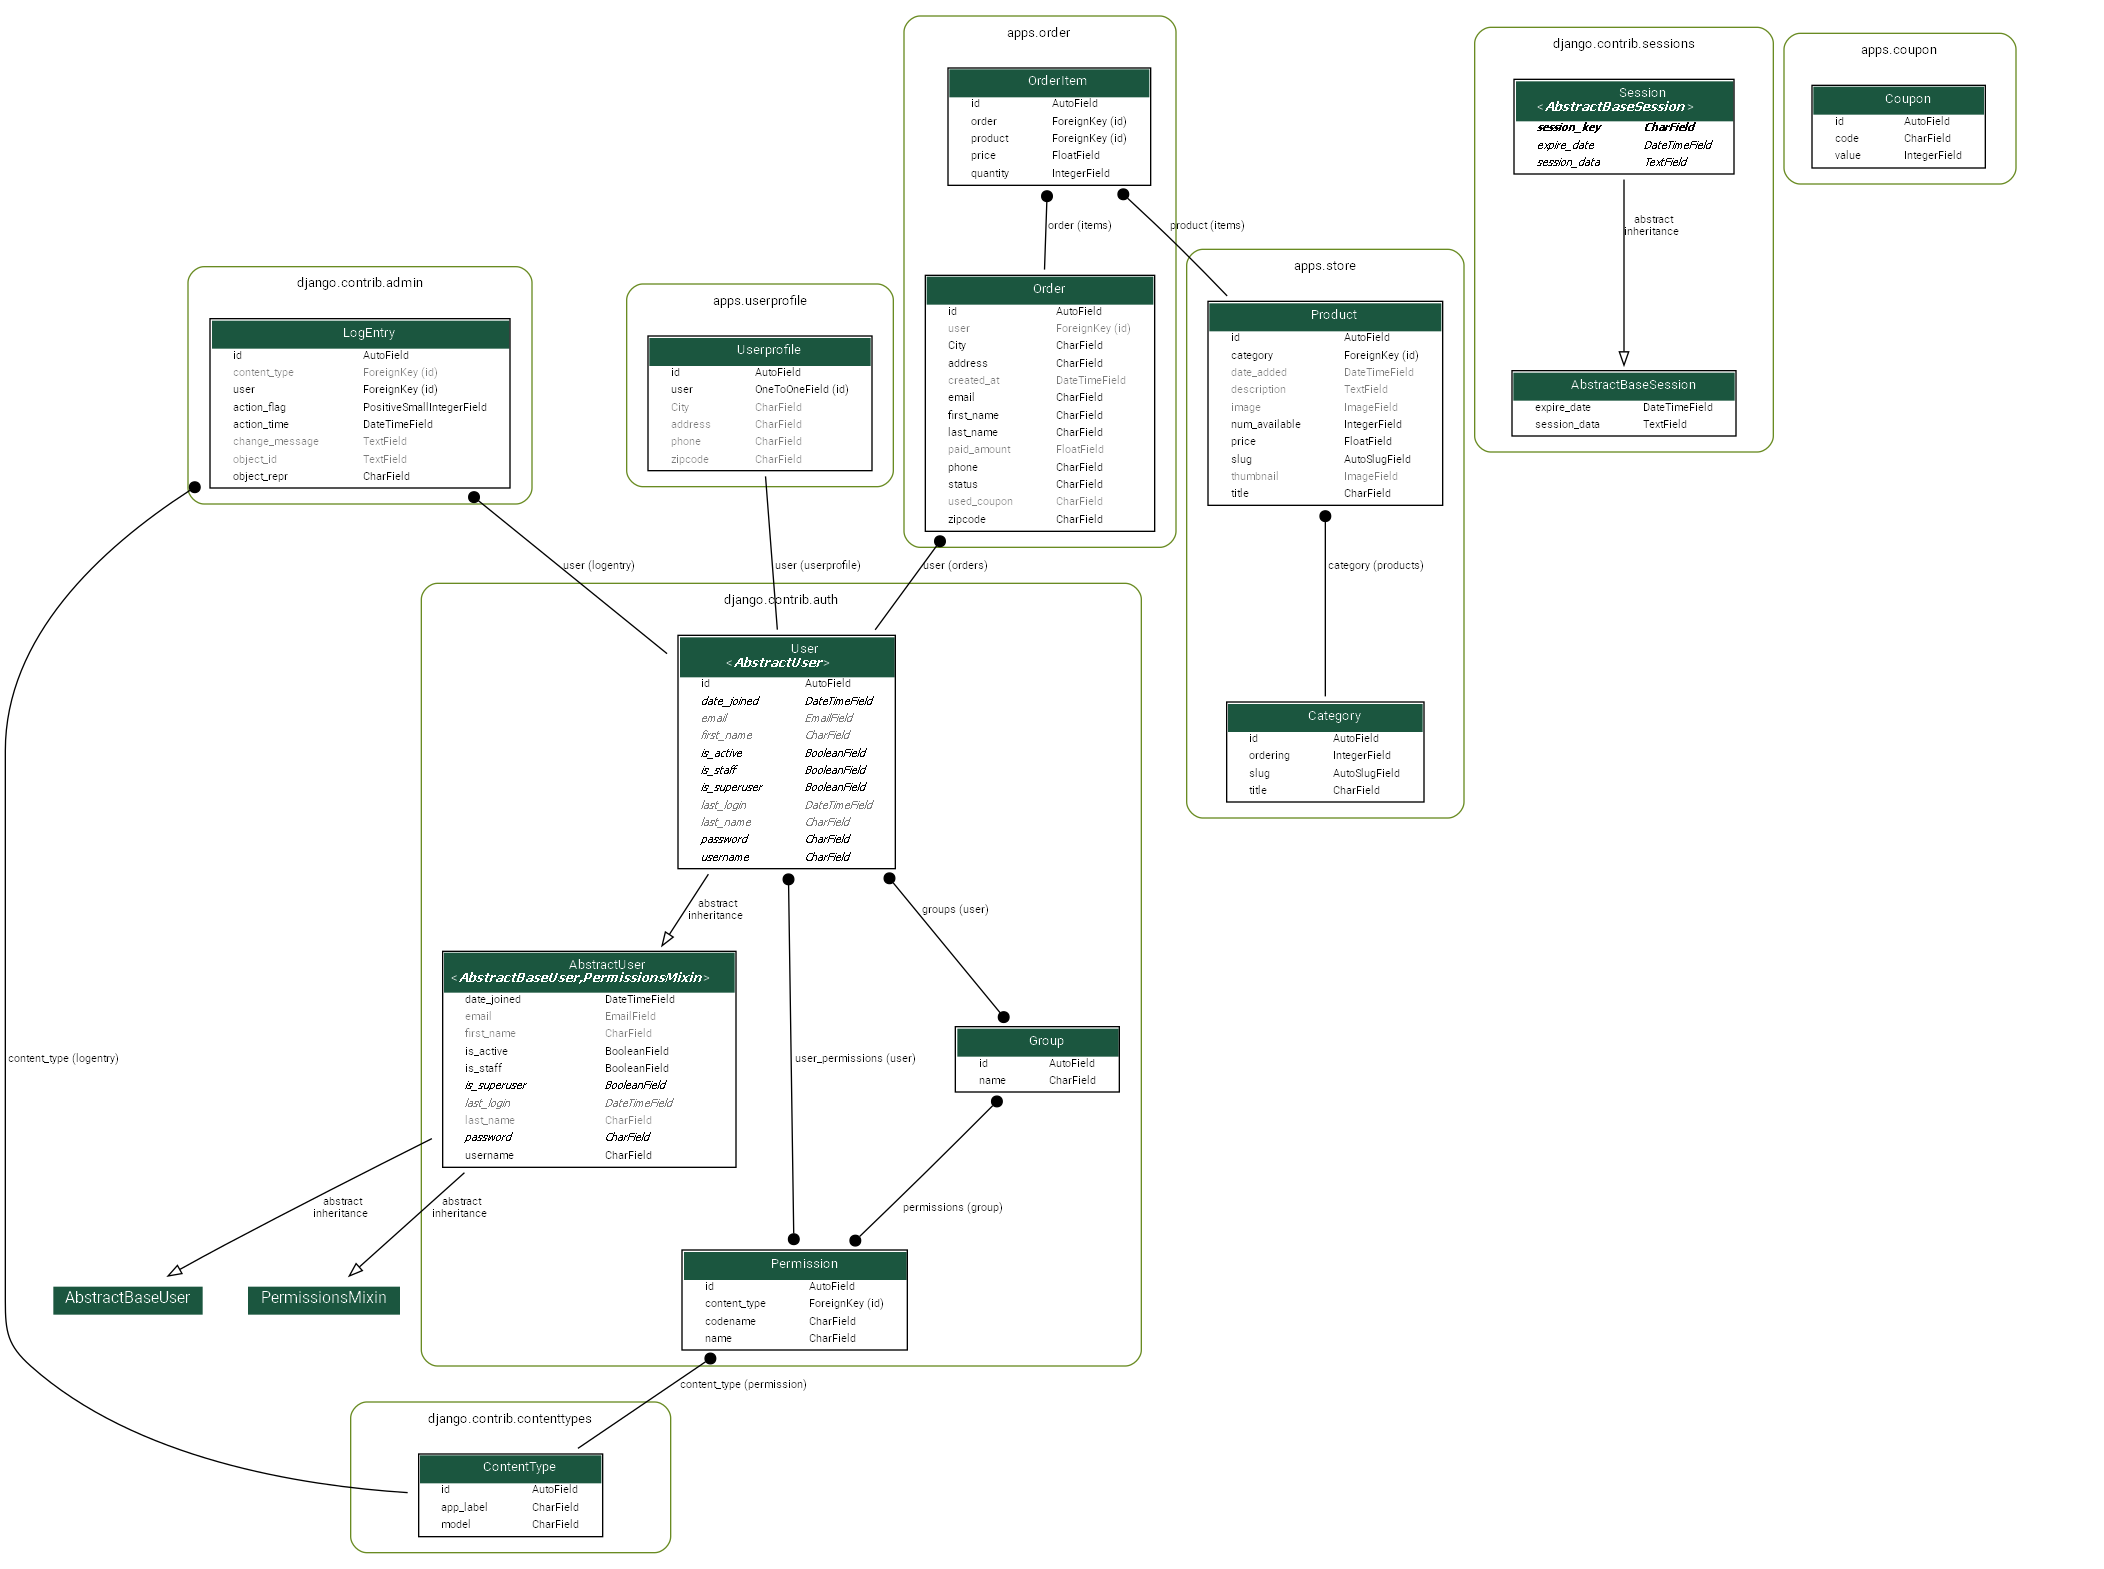 apps.order
OrderItem
id AutoField
order ForeignKey (id)
product ForeignKey (id)
price FloatField
quantity IntegerField
order (items)
product (items)
Order
id AutoField
user ForeignKey (id)
City CharField
address CharField
created_at DateTimeField
email CharField
first_name CharField
last_name CharField
paid_amount FloatField
phone CharField
status CharField
used_coupon CharField
zipcode CharField
django.contrib.sessions
Session
<AbstractBaseSession>
session_key CharField
expire_date DateTimeField
session_data TextField
abstract
inheritance
AbstractBaseSession
expire_date DateTimeField
session_data TextField
apps.coupon
Coupon
id AutoField
code CharField
value IntegerField
apps.store
Product
id AutoField
category ForeignKey (id)
date_added DateTimeField
description TextField
image ImageField
num_available IntegerField
price FloatField
slug AutoSlugField
thumbnail ImageField
title CharField
category (products)
Category
id AutoField
ordering IntegerField
slug AutoSlugField
title CharField
django.contrib.admin
LogEntry
id AutoField
content_type ForeignKey (id)
user ForeignKey (id)
action_flag PositiveSmallIntegerField
action_time DateTimeField
change_message TextField
object_id TextField
object_repr CharField
apps.userprofile
Userprofile
id AutoField
user OneToOneField (id)
City CharField
address CharField
phone CharField
zipcode CharField
user (logentry)
user (userprofile)
user (orders)
django.contrib.auth
User
<AbstractUser>
id AutoField
date_joined DateTimeField
email EmailField
first_name CharField
is_active BooleanField
is_staff BooleanField
is_superuser BooleanField
last_login DateTimeField
last_name CharField
password CharField
username CharField
abstract
inheritance
groups (user)
AbstractUser
<AbstractBaseUser,PermissionsMixin>
date_joined DateTimeField
email EmailField
first_name CharField
is_active BooleanField
is_staff BooleanField
is_superuser BooleanField
last_login DateTimeField
last_name CharField
password CharField
username CharField
content_type (logentry)
user_permissions (user)
Group
id AutoField
name CharField
abstract
inheritance
abstract
inheritance
permissions (group)
AbstractBaseUser
PermissionsMixin
Permission
id AutoField
content_type ForeignKey (id)
codename CharField
name CharField
content_type (permission)
django.contrib.contenttypes
ContentType
id AutoField
app_label CharField
model CharField